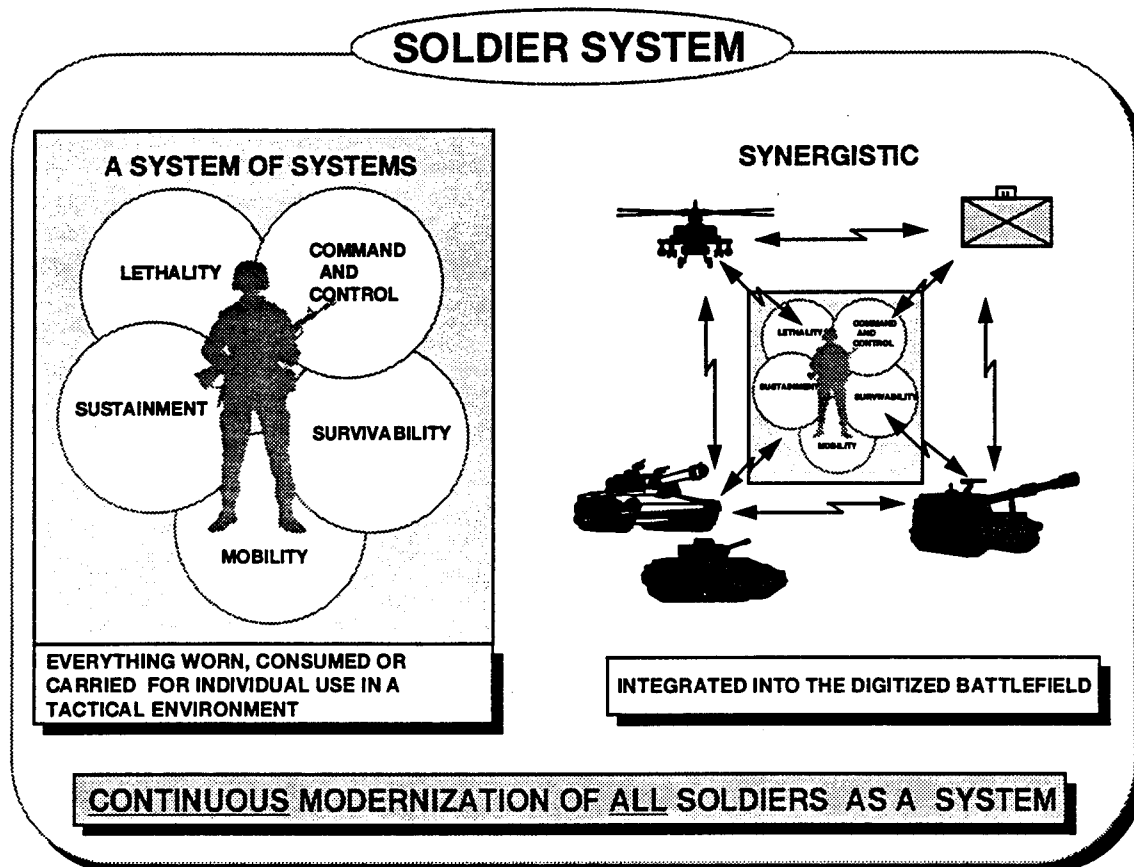 SOLDIER SYSTEM
A SYSTEM OF SYSTEMS
LETHALITY
COMMAND
AND
CONTROL
SUSTAINMENT
SURVIVABILITY
MOBILITY
EVERYTHING WORN, CONSUMED OR
CARRIED FOR INDIVIDUAL USE IN A
TACTICAL ENVIRONMENT
SYNERGISTIC
LETHALITY
COMMAND
AND
CONTROL
SUSTAINMENT
SURVIVABILITY
MOBILITY
INTEGRATED INTO THE DIGITIZED BATTLEFIELD
CONTINUOUS MODERNIZATION OF ALL SOLDIERS AS A SYSTEM